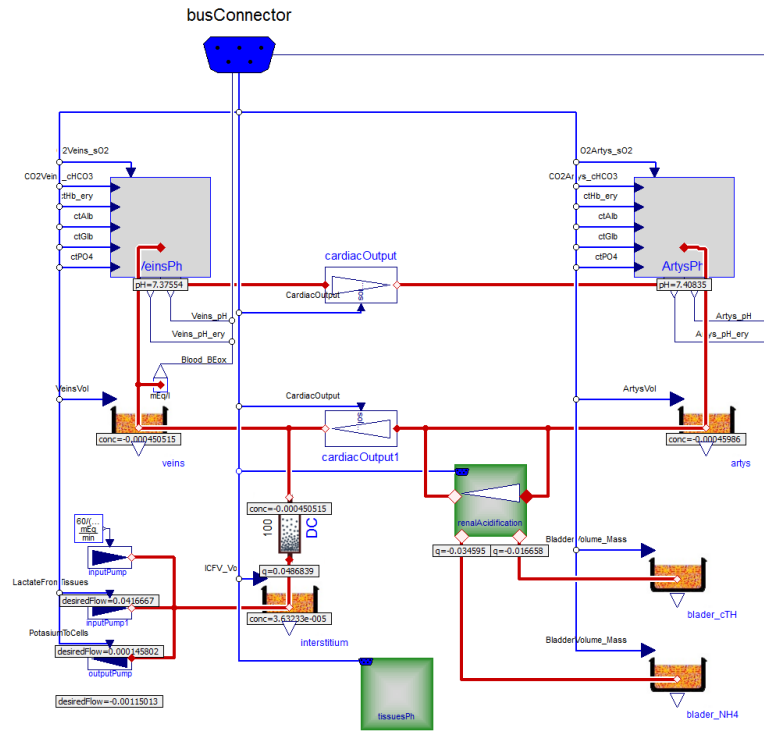 busConnector
O2Veins_sO2
O2Artys_sO2
CO2Vein_cHCO3
CO2Artys_cHCO3
ctHb_ery
ctHb_ery
ctAlb
ctAlb
ctGlb
ctGlb
ctPO4
ctPO4
cardiacOutput
VeinsPh
ArtysPh
pH=7.37554
pH=7.40835
CardiacOutput
Veins_pH
Artys_pH
Veins_pH_ery
Artys_pH_ery
Blood_BEox
mEq/l
VeinsVol
CardiacOutput
ArtysVol
conc=-0.000450515
conc=-0.00045986
veins
cardiacOutput1
artys
conc=-0.000450515
100
DC
renalAcidification
60/(...
mEq
min
BladderVolume_Mass
q=-0.034595
q=-0.016658
inputPump
q=0.0486839
ICFV_Vol
LactateFromTissues
desiredFlow=0.0416667
inputPump1
conc=3.63233e-005
blader_cTH
PotasiumToCells
interstitium
BladderVolume_Mass
desiredFlow=0.000145802
outputPump
desiredFlow=-0.00115013
tissuesPh
blader_NH4